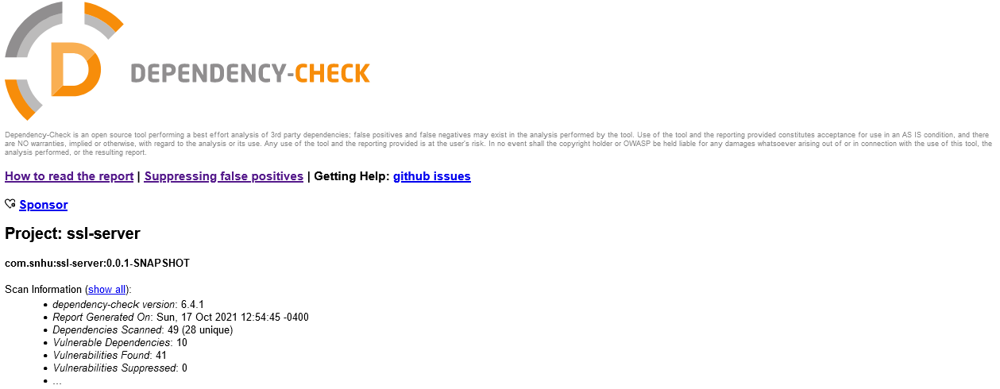 DEPENDENCY-CHECK
Dependency-Check is an open source tool performing a best effort analysis of 3rd party dependencies; false positives and false negatives may exist in the analysis performed by the tool. Use of the tool and the reporting provided constitutes acceptance for use in an AS IS condition, and there
are NO warranties, implied or otherwise, with regard to the analysis or its use. Any use of the tool and the reporting provided is at the user's risk. In no event shall the copyright holder or OWASP be held liable for any damages whatsoever arising out of or in connection with the use of this tool, the
analysis performed, or the resulting report.
How to read the report | Suppressing false positives | Getting Help: github issues
Sponsor
Project: ssl-server
com.snhu:ssl-server:0.0.1-SNAPSHOT
Scan Information (show all):
• dependency-check version: 6.4.1
• Report Generated On: Sun, 17 Oct 2021 12:54:45 -0400
• Dependencies Scanned: 49 (28 unique)
• Vulnerable Dependencies: 10
• Vulnerabilities Found: 41
• Vulnerabilities Suppressed: 0
• ...